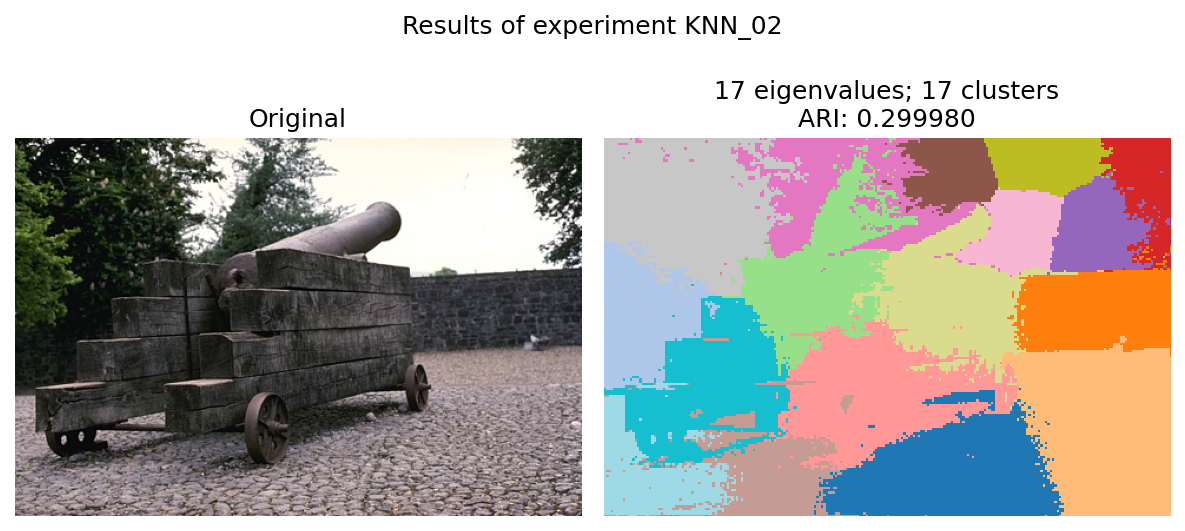 Results of experiment KNN_02
Original
17 eigenvalues; 17 clusters
ARI: 0.299980